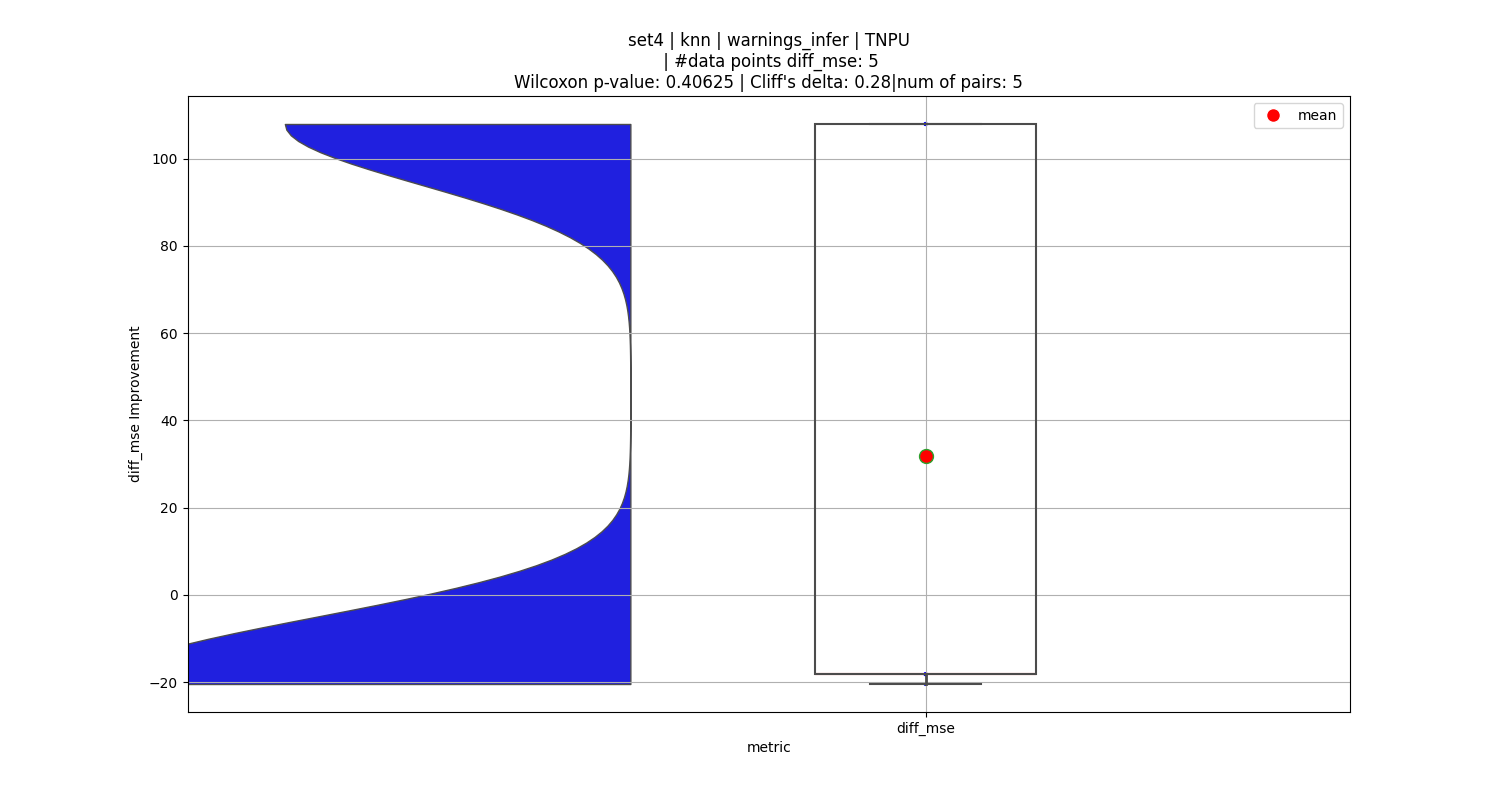 set4 | knn | warnings_infer | TNPU
| #data points diff_mse: 5
Wilcoxon p-value: 0.40625 | Cliff's delta: 0.28|num of pairs: 5
mean
100
80
60
40
20
0
−20
diff_mse Improvement
diff_mse
metric